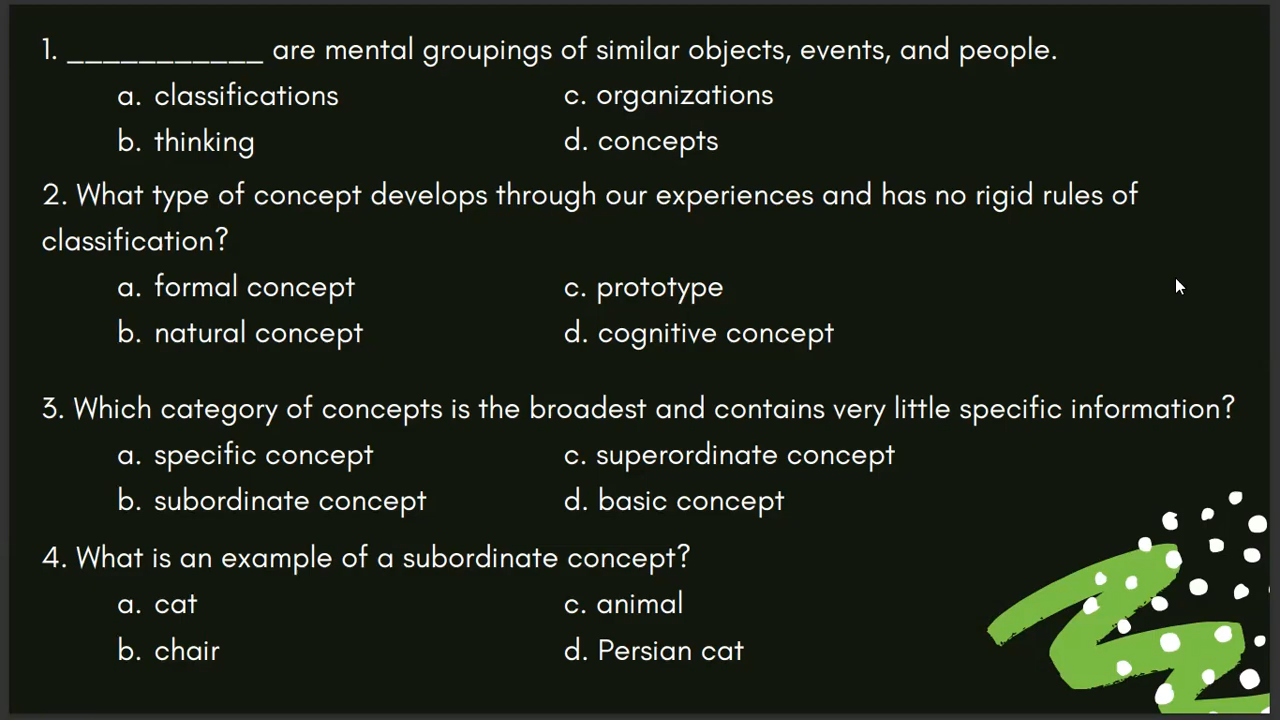 1. ___________ are mental groupings of similar objects, events, and people.
a. classifications c. organizations
b. thinking d. concepts
2. What type of concept develops through our experiences and has no rigid rules of
classification?
a. formal concept c. prototype
b. natural concept d. cognitive concept
3. Which category of concepts is the broadest and contains very little specific information?
a. specific concept c. superordinate concept
b. subordinate concept d. basic concept
4. What is an example of a subordinate concept?
a. cat c. animal
b. chair d. Persian cat